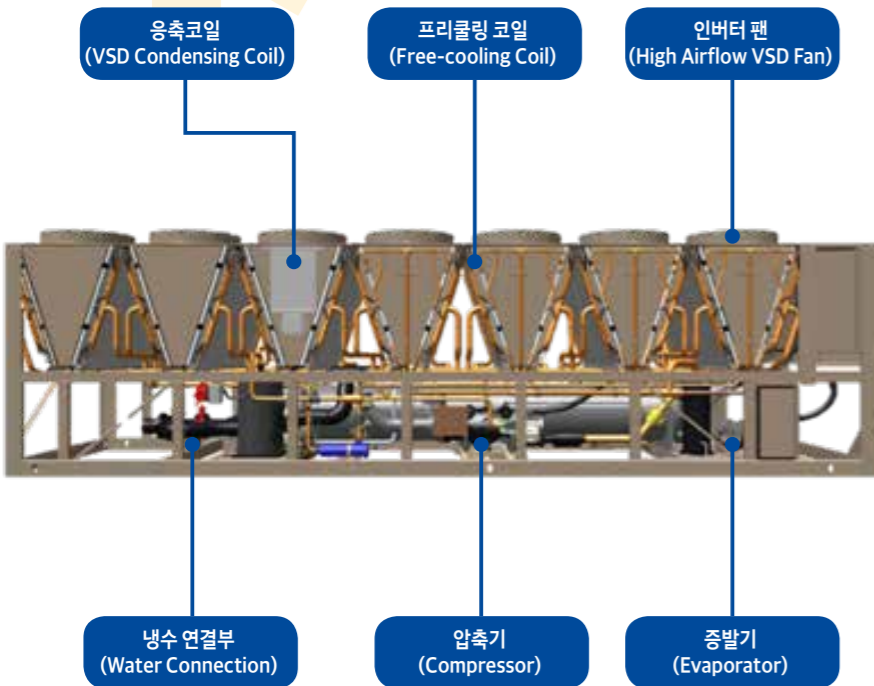 응축코일
(VSD Condensing Coil)
프리쿨링 코일
(Free-cooling Coil)
인버터 팬
(High Airflow VSD Fan)
냉수 연결부
(Water Connection)
압축기
(Compressor)
증발기
(Evaporator)